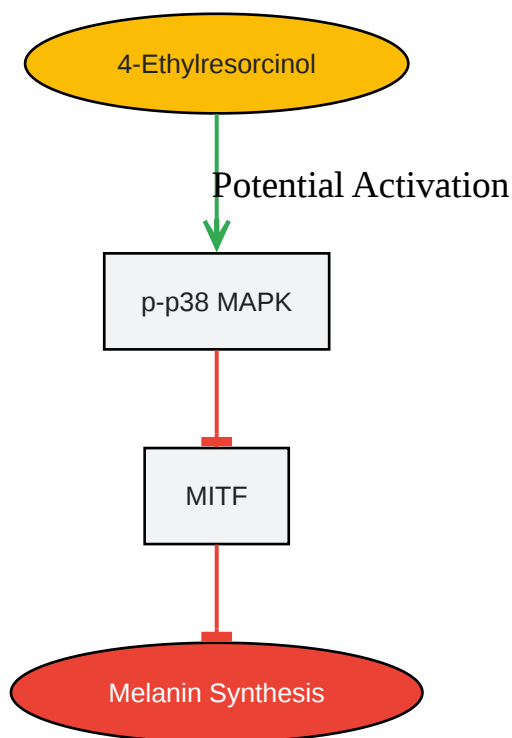 4-Ethylresorcinol
Potential Activation
p-p38 MAPK
MITF
Melanin Synthesis